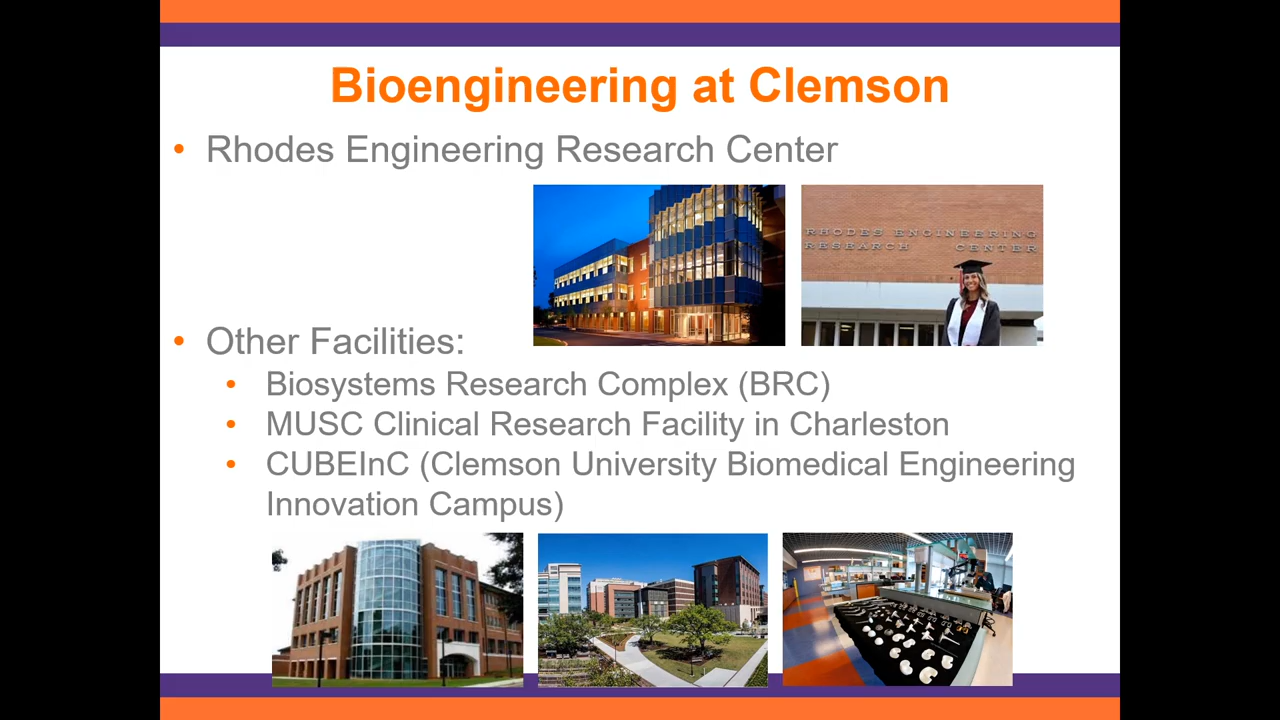 Bioengineering at Clemson
• Rhodes Engineering Research Center
RHODES ENGINEERING
RESEARCH CENTER
• Other Facilities:
• Biosystems Research Complex (BRC)
• MUSC Clinical Research Facility in Charleston
• CUBEInC (Clemson University Biomedical Engineering
Innovation Campus)